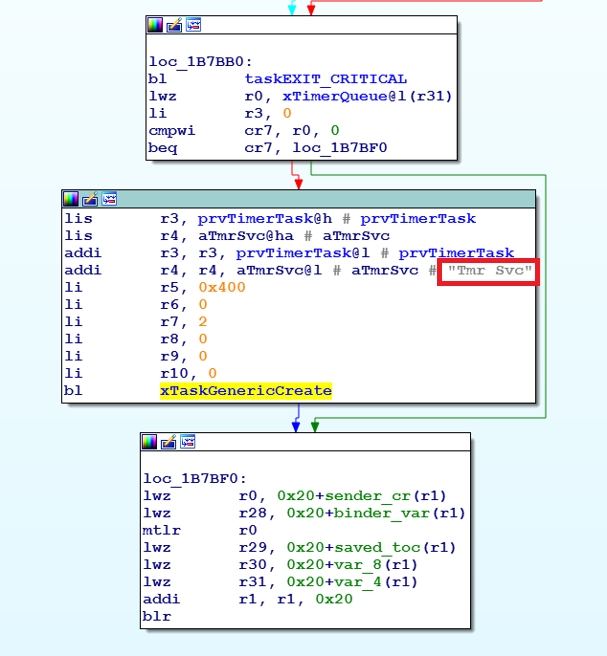 loc_1B7BB0:
bl taskEXIT_CRITICAL
lwz r0, xTimerQueue@l(r31)
li r3, 0
cmpwi cr7, r0, 0
beq cr7, loc_1B7BF0
lis r3, prvTimerTask@h # prvTimerTask
lis r4, aTmrSvc@ha # aTmrSvc
addi r3, r3, prvTimerTask@l # prvTimerTask
addi r4, r4, aTmrSvc@l # aTmrSvc # "Tmr Svc"
li r5, 0x400
li r6, 0
li r7, 2
li r8, 0
li r9, 0
li r10, 0
bl xTaskGenericCreate
loc_1B7BF0:
lwz r0, 0x20+sender_cr(r1)
lwz r28, 0x20+binder_var(r1)
mtlr r0
lwz r29, 0x20+saved_toc(r1)
lwz r30, 0x20+var_8(r1)
lwz r31, 0x20+var_4(r1)
addi r1, r1, 0x20
blr